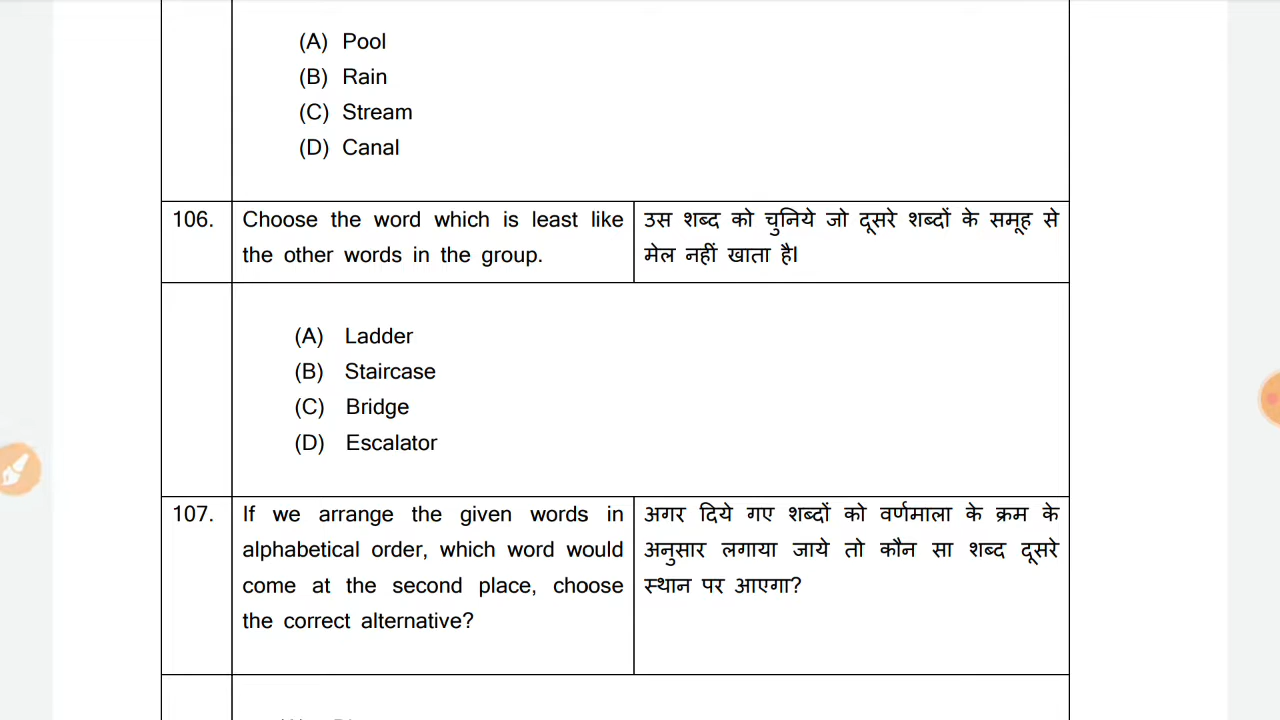 (A) Pool
(B) Rain
(C) Stream
(D) Canal
106.
Choose the word which is least like
the other words in the group.
उस शब्द को चुनिये जो दूसरे शब्दों के समूह से
मेल नहीं खाता है।
(A) Ladder
(B) Staircase
(C) Bridge
(D) Escalator
107.
If we arrange the given words in
alphabetical order, which word would
come at the second place, choose
the correct alternative?
अगर दिये गए शब्दों को वर्णमाला के क्रम के
अनुसार लगाया जाये तो कौन सा शब्द दूसरे
स्थान पर आएगा?